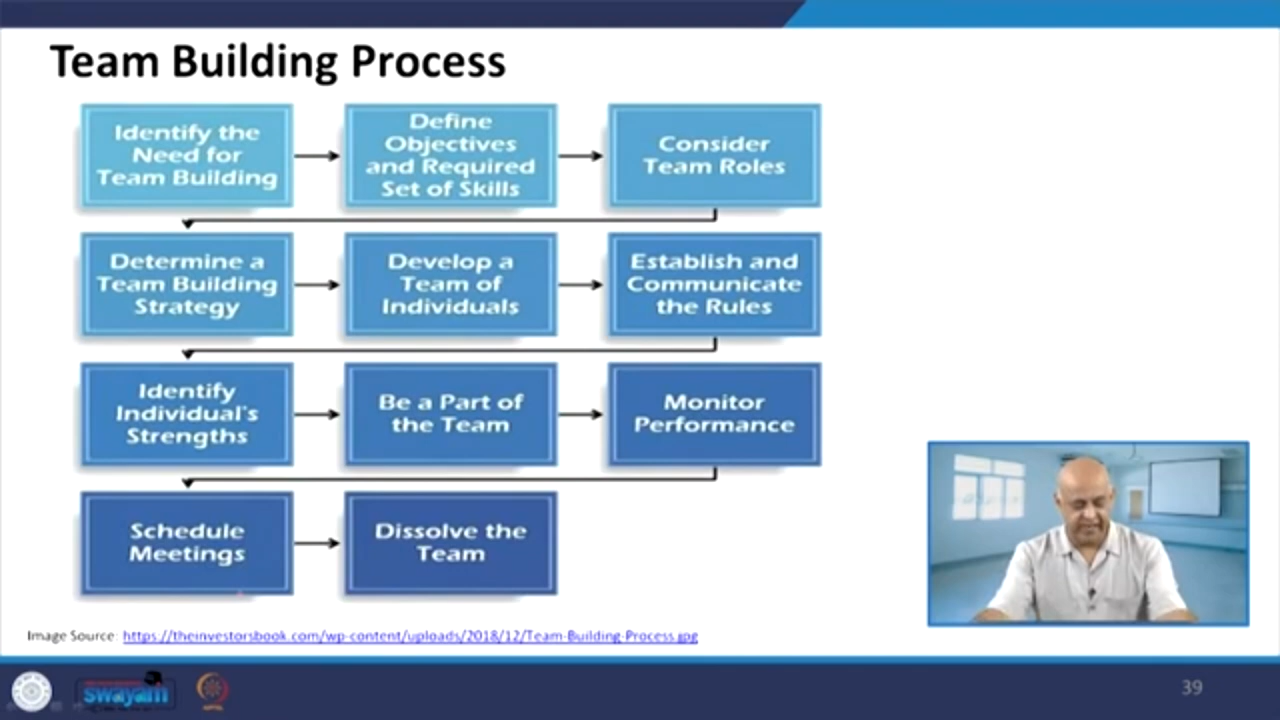 Team Building Process
Identify the
Need for
Team Building
Define
Objectives
and Required
Set of Skills
Consider
Team Roles
Determine a
Team Building
Strategy
Develop a
Team of
Individuals
Establish and
Communicate
the Rules
Identify
Individual's
Strengths
Be a Part of
the Team
Monitor
Performance
Schedule
Meetings
Dissolve the
Team
Image Source: https://theinvestorsbook.com/wp-content/uploads/2018/12/Team-Building-Process.jpg
swayam
39